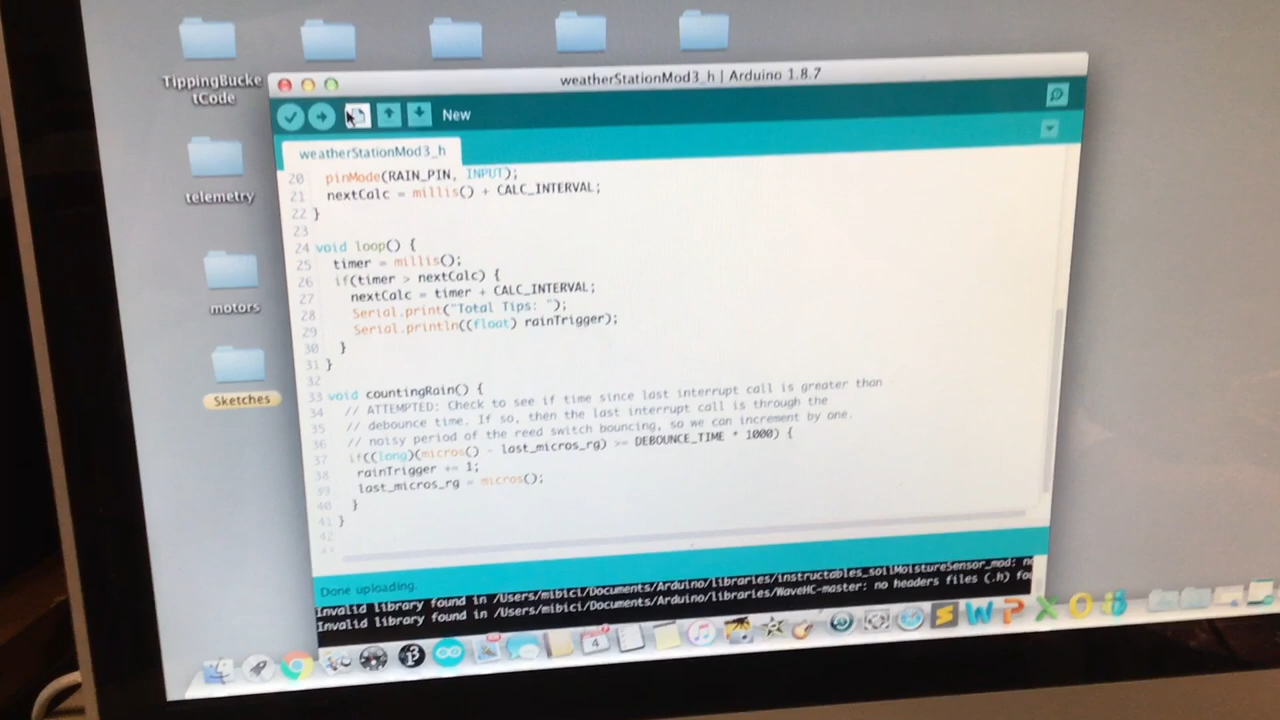 TippingBucke
tCode
telemetry
motors
Sketches
weatherStationMod3_h | Arduino 1.8.7
New
weatherStationMod3_h
20 pinMode(RAIN_PIN, INPUT);
21 nextCalc = millis() + CALC_INTERVAL;
22 }
23
24 void loop() {
25 timer = millis();
26 if(timer > nextCalc) {
27 nextCalc = timer + CALC_INTERVAL;
28 Serial.print("Total Tips: ");
29 Serial.println((float) rainTrigger);
30 }
31 }
32
33 void countingRain() {
34 // ATTEMPTED: Check to see if time since last interrupt call is greater than
35 // debounce time. If so, then the last interrupt call is through the
36 // noisy period of the reed switch bouncing, so we can increment by one.
37 if((long)(micros() - last_micros_rg) >= DEBOUNCE_TIME * 1000) {
38 rainTrigger += 1;
39 last_micros_rg = micros();
40 }
41 }
42
Done uploading.
Invalid library found in /Users/mibici/Documents/Arduino/libraries/instructables_soilMoistureSensor_mod: no
Invalid library found in /Users/mibici/Documents/Arduino/libraries/WaveHC-master: no headers files (.h) fo
4